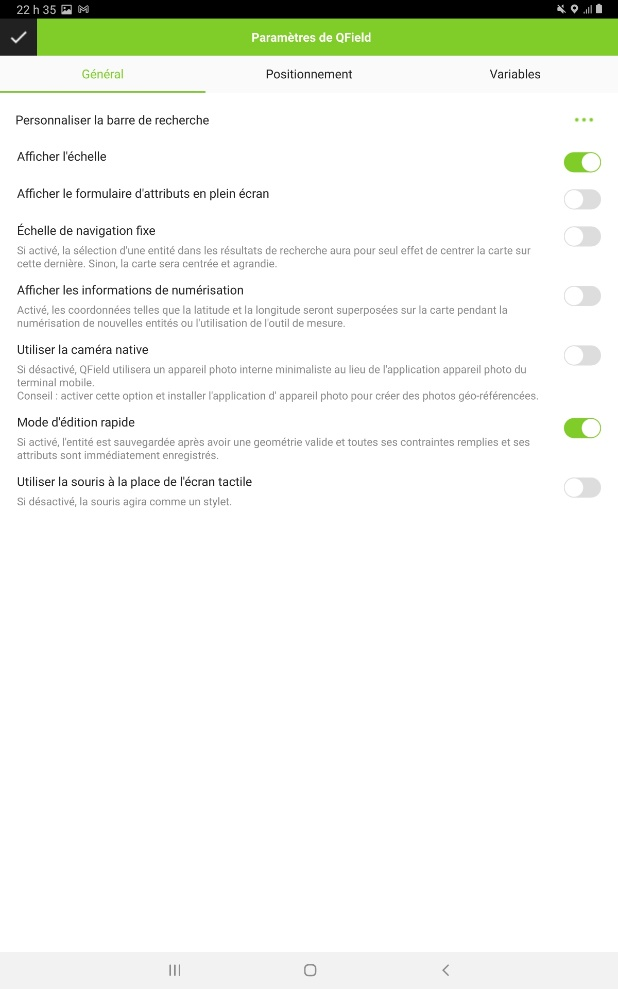 22 h 35
Paramètres de QField
Général
Positionnement
Variables
Personnaliser la barre de recherche
Afficher l'échelle
Afficher le formulaire d'attributs en plein écran
Échelle de navigation fixe
Si activé, la sélection d'une entité dans les résultats de recherche aura pour seul effet de centrer la carte sur
cette dernière. Sinon, la carte sera centrée et agrandie.
Afficher les informations de numérisation
Activé, les coordonnées telles que la latitude et la longitude seront superposées sur la carte pendant la
numérisation de nouvelles entités ou l'utilisation de l'outil de mesure.
Utiliser la caméra native
Si désactivé, QField utilisera un appareil photo interne minimaliste au lieu de l'application appareil photo du
terminal mobile.
Conseil : activer cette option et installer l'application d' appareil photo pour créer des photos géo-référencées.
Mode d'édition rapide
Si activé, l'entité est sauvegardée après avoir une geométrie valide et toutes ses contraintes remplies et ses
attributs sont immédiatement enregistrés.
Utiliser la souris à la place de l'écran tactile
Si désactivé, la souris agira comme un stylet.